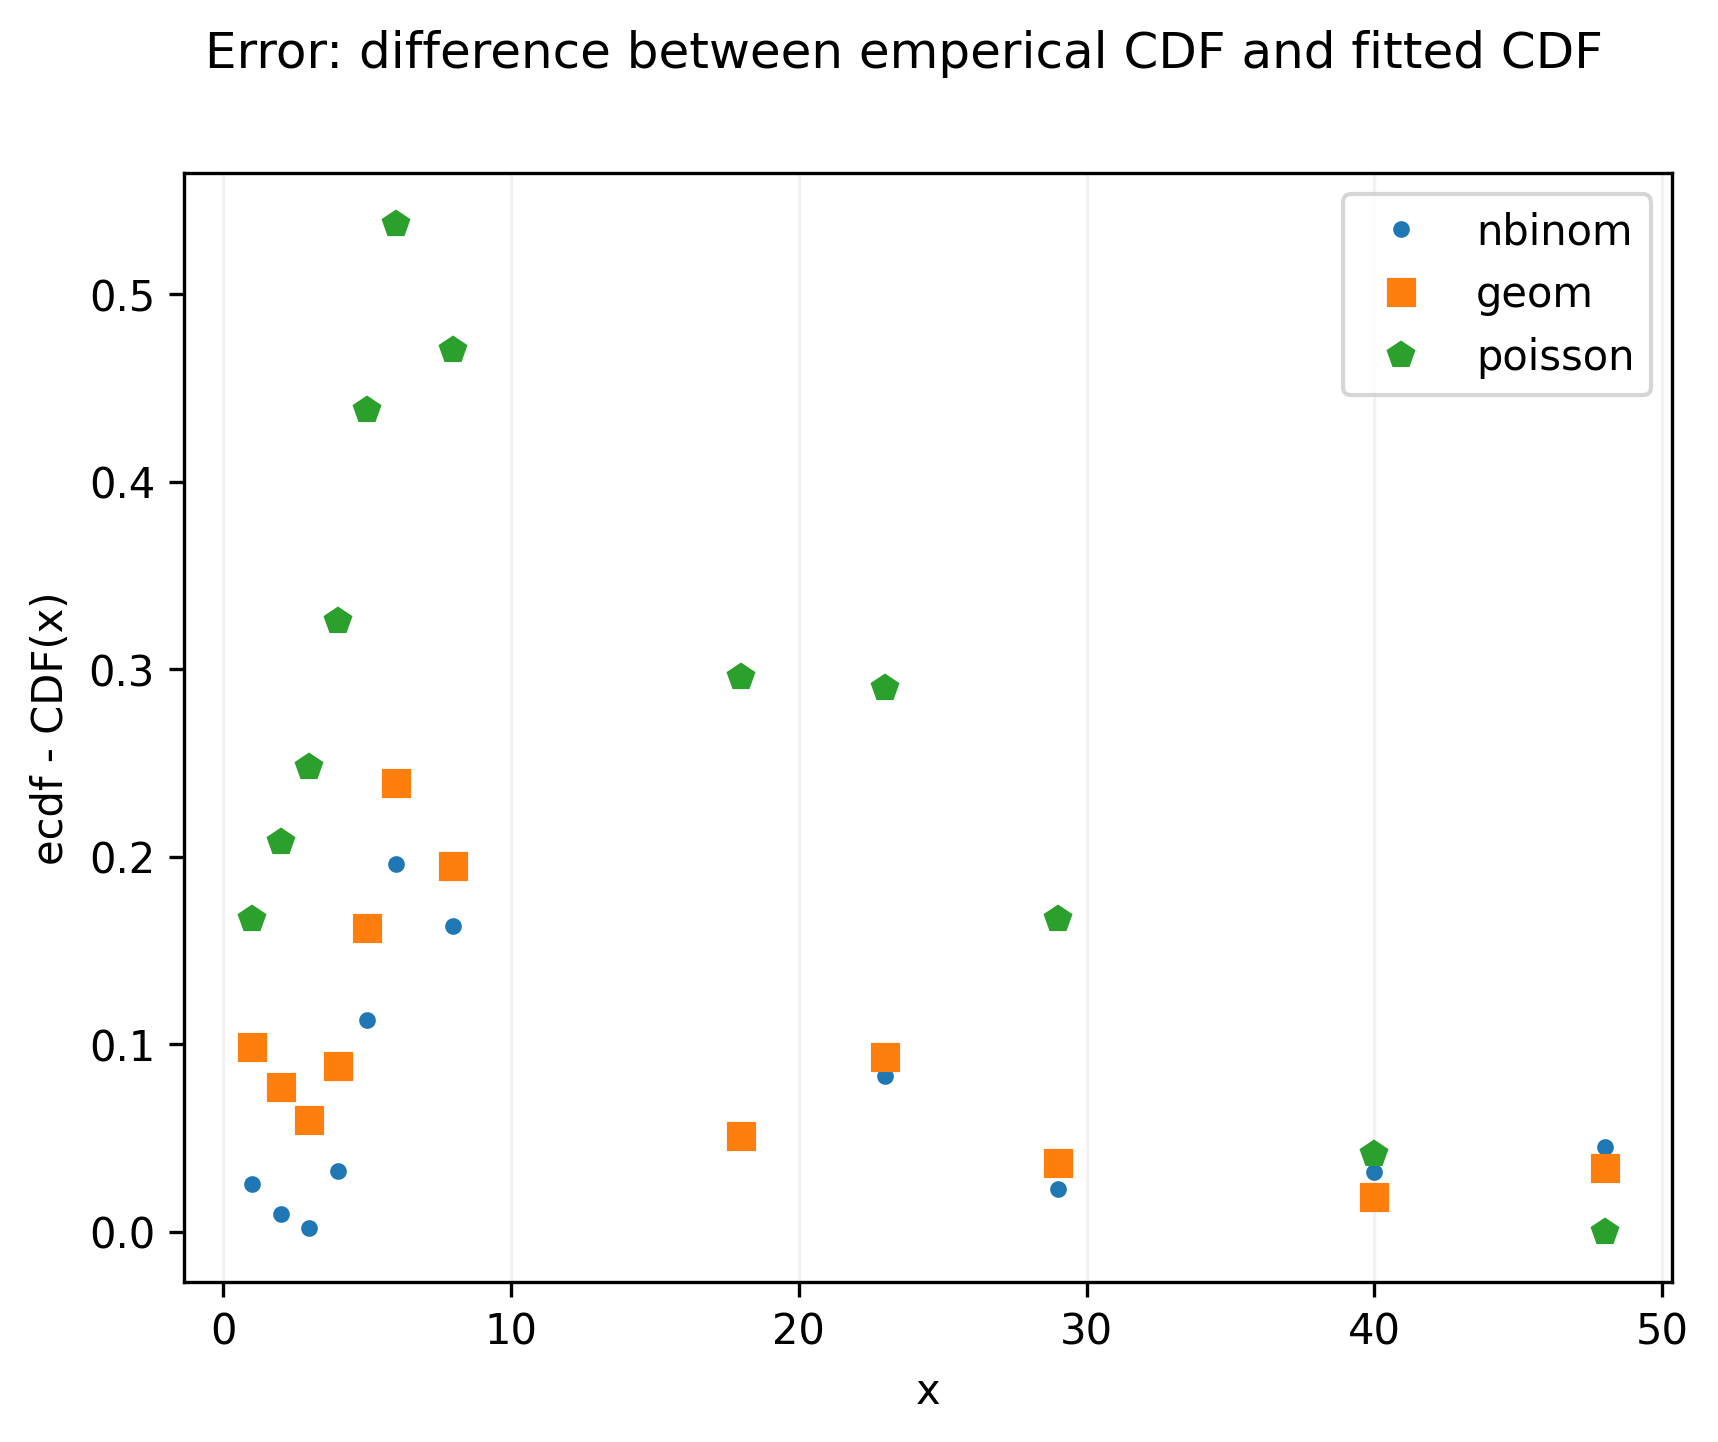 Error: difference between emperical CDF and fitted CDF
nbinom
geom
poisson
0.5
0.4
0.3
0.2
0.1
0.0
ecdf - CDF(x)
0 10 20 30 40 50
x